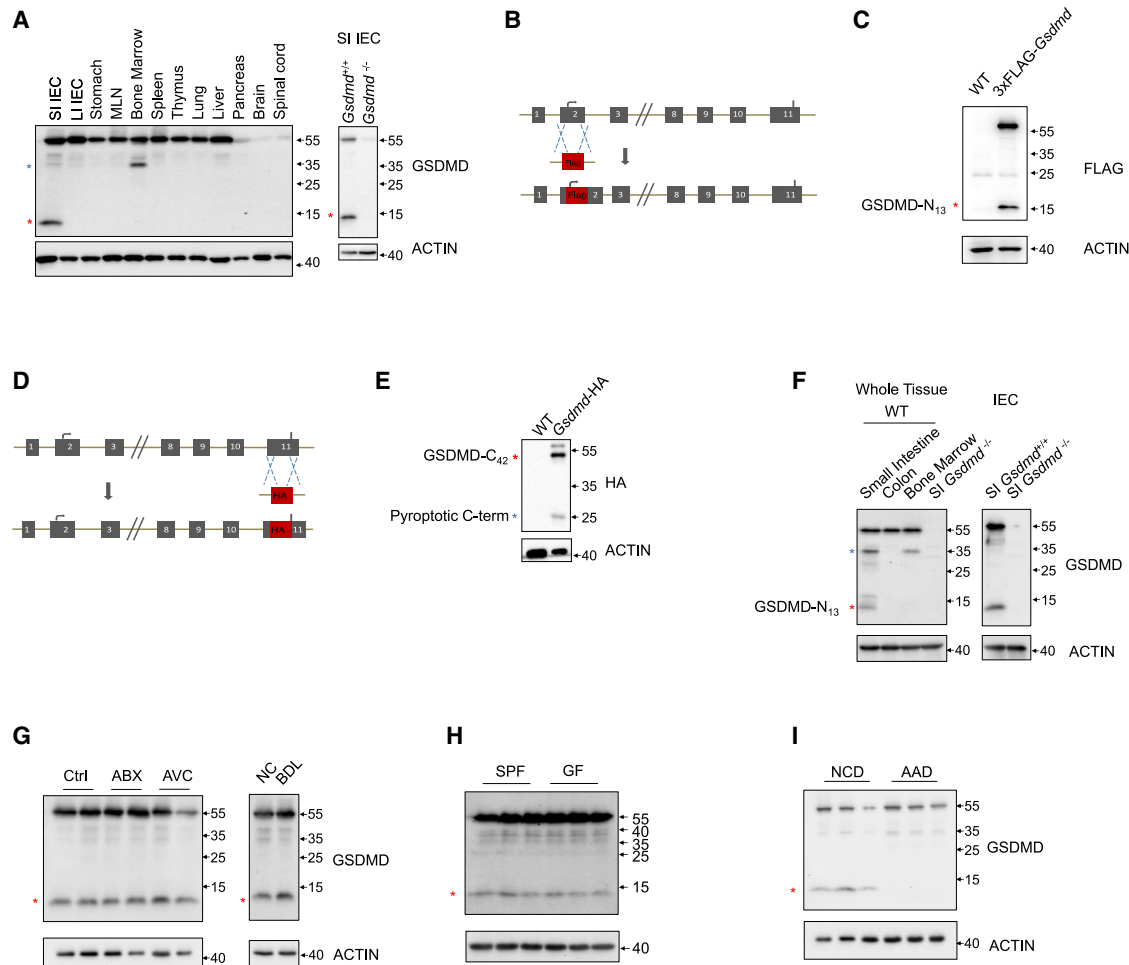 A
SI IEC
LI IEC
Stomach
MLN
Bone Marrow
Spleen
Thymus
Lung
Liver
Pancreas
Brain
Spinal cord
*
*
55
35
25
15
40
SI IEC
Gsdmd+/+
Gsdmd -/-
*
55
35
25
15
40
GSDMD
ACTIN
B
1
2
3
8
9
10
11
Flag
1
Flag
2
3
8
9
10
11
C
WT
3xFLAG-Gsdmd
55
35
25
15
FLAG
GSDMD-N13 *
40
ACTIN
D
1
2
3
8
9
10
11
HA
1
2
3
8
9
10
HA
11
E
WT
Gsdmd-HA
GSDMD-C42 *
55
35
HA
Pyroptotic C-term *
25
40
ACTIN
F
Whole Tissue
WT
Small Intestine
Colon
Bone Marrow
SI Gsdmd -/-
*
GSDMD-N13 *
55
35
25
15
40
IEC
SI Gsdmd+/+
SI Gsdmd -/-
55
35
25
15
40
GSDMD
ACTIN
G
Ctrl
ABX
AVC
*
55
35
25
15
40
NC
BDL
*
55
35
25
15
40
GSDMD
ACTIN
H
SPF
GF
*
55
40
35
25
15
40
I
NCD
AAD
*
55
35
25
15
40
GSDMD
ACTIN